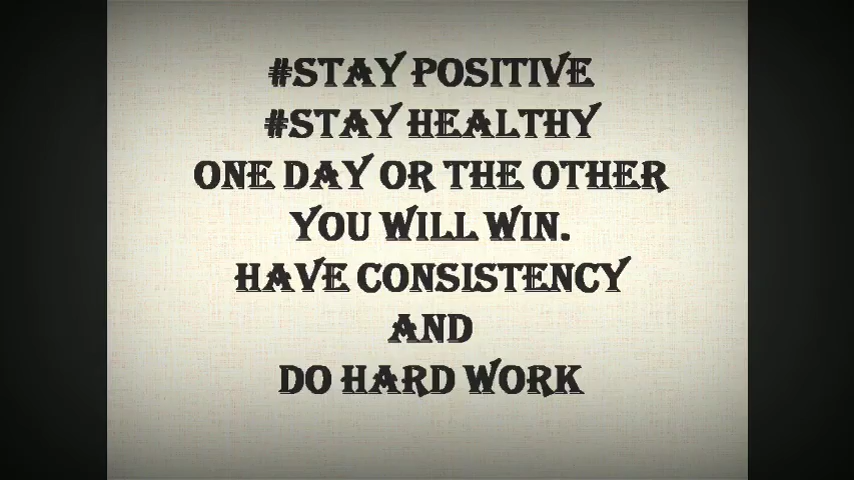 #STAY POSITIVE
#STAY HEALTHY
ONE DAY OR THE OTHER
YOU WILL WIN.
HAVE CONSISTENCY
AND
DO HARD WORK